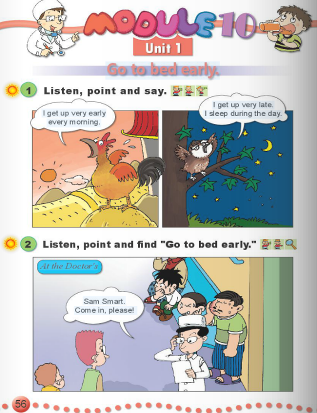 MODULE 10
Unit 1
Go to bed early.
1 Listen, point and say.
I get up very early
every morning.
I get up very late.
I sleep during the day.
2 Listen, point and find "Go to bed early."
At the Doctor's
Sam Smart.
Come in, please!
56